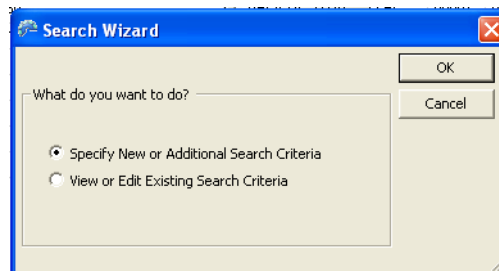 Search Wizard
OK
What do you want to do?
Cancel
Specify New or Additional Search Criteria
View or Edit Existing Search Criteria